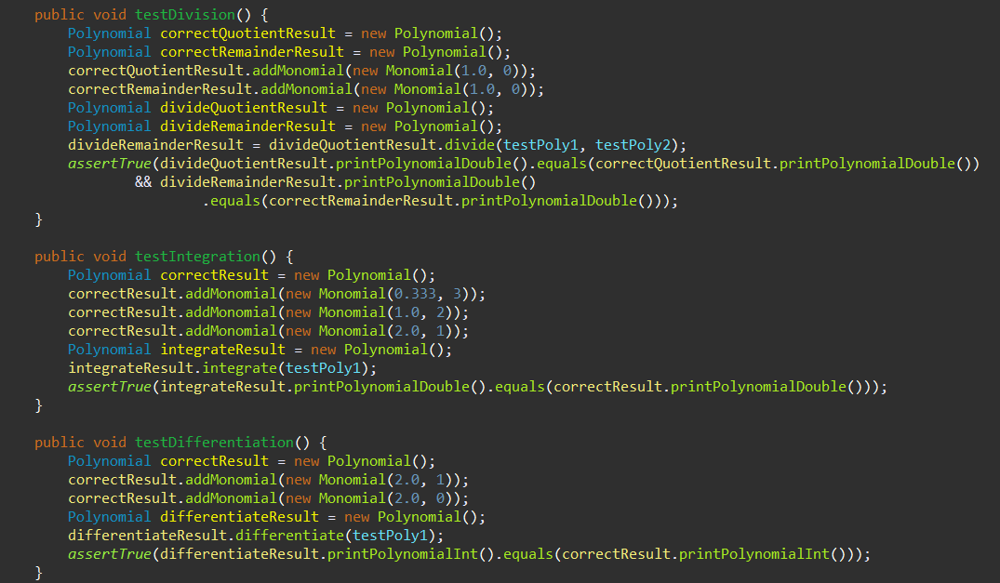 public void testDivision() {
    Polynomial correctQuotientResult = new Polynomial();
    Polynomial correctRemainderResult = new Polynomial();
    correctQuotientResult.addMonomial(new Monomial(1.0, 0));
    correctRemainderResult.addMonomial(new Monomial(1.0, 0));
    Polynomial divideQuotientResult = new Polynomial();
    Polynomial divideRemainderResult = new Polynomial();
    divideRemainderResult = divideQuotientResult.divide(testPoly1, testPoly2);
    assertTrue(divideQuotientResult.printPolynomialDouble().equals(correctQuotientResult.printPolynomialDouble())
            && divideRemainderResult.printPolynomialDouble()
                    .equals(correctRemainderResult.printPolynomialDouble()));
}

public void testIntegration() {
    Polynomial correctResult = new Polynomial();
    correctResult.addMonomial(new Monomial(0.333, 3));
    correctResult.addMonomial(new Monomial(1.0, 2));
    correctResult.addMonomial(new Monomial(2.0, 1));
    Polynomial integrateResult = new Polynomial();
    integrateResult.integrate(testPoly1);
    assertTrue(integrateResult.printPolynomialDouble().equals(correctResult.printPolynomialDouble()));
}

public void testDifferentiation() {
    Polynomial correctResult = new Polynomial();
    correctResult.addMonomial(new Monomial(2.0, 1));
    correctResult.addMonomial(new Monomial(2.0, 0));
    Polynomial differentiateResult = new Polynomial();
    differentiateResult.differentiate(testPoly1);
    assertTrue(differentiateResult.printPolynomialInt().equals(correctResult.printPolynomialInt()));
}